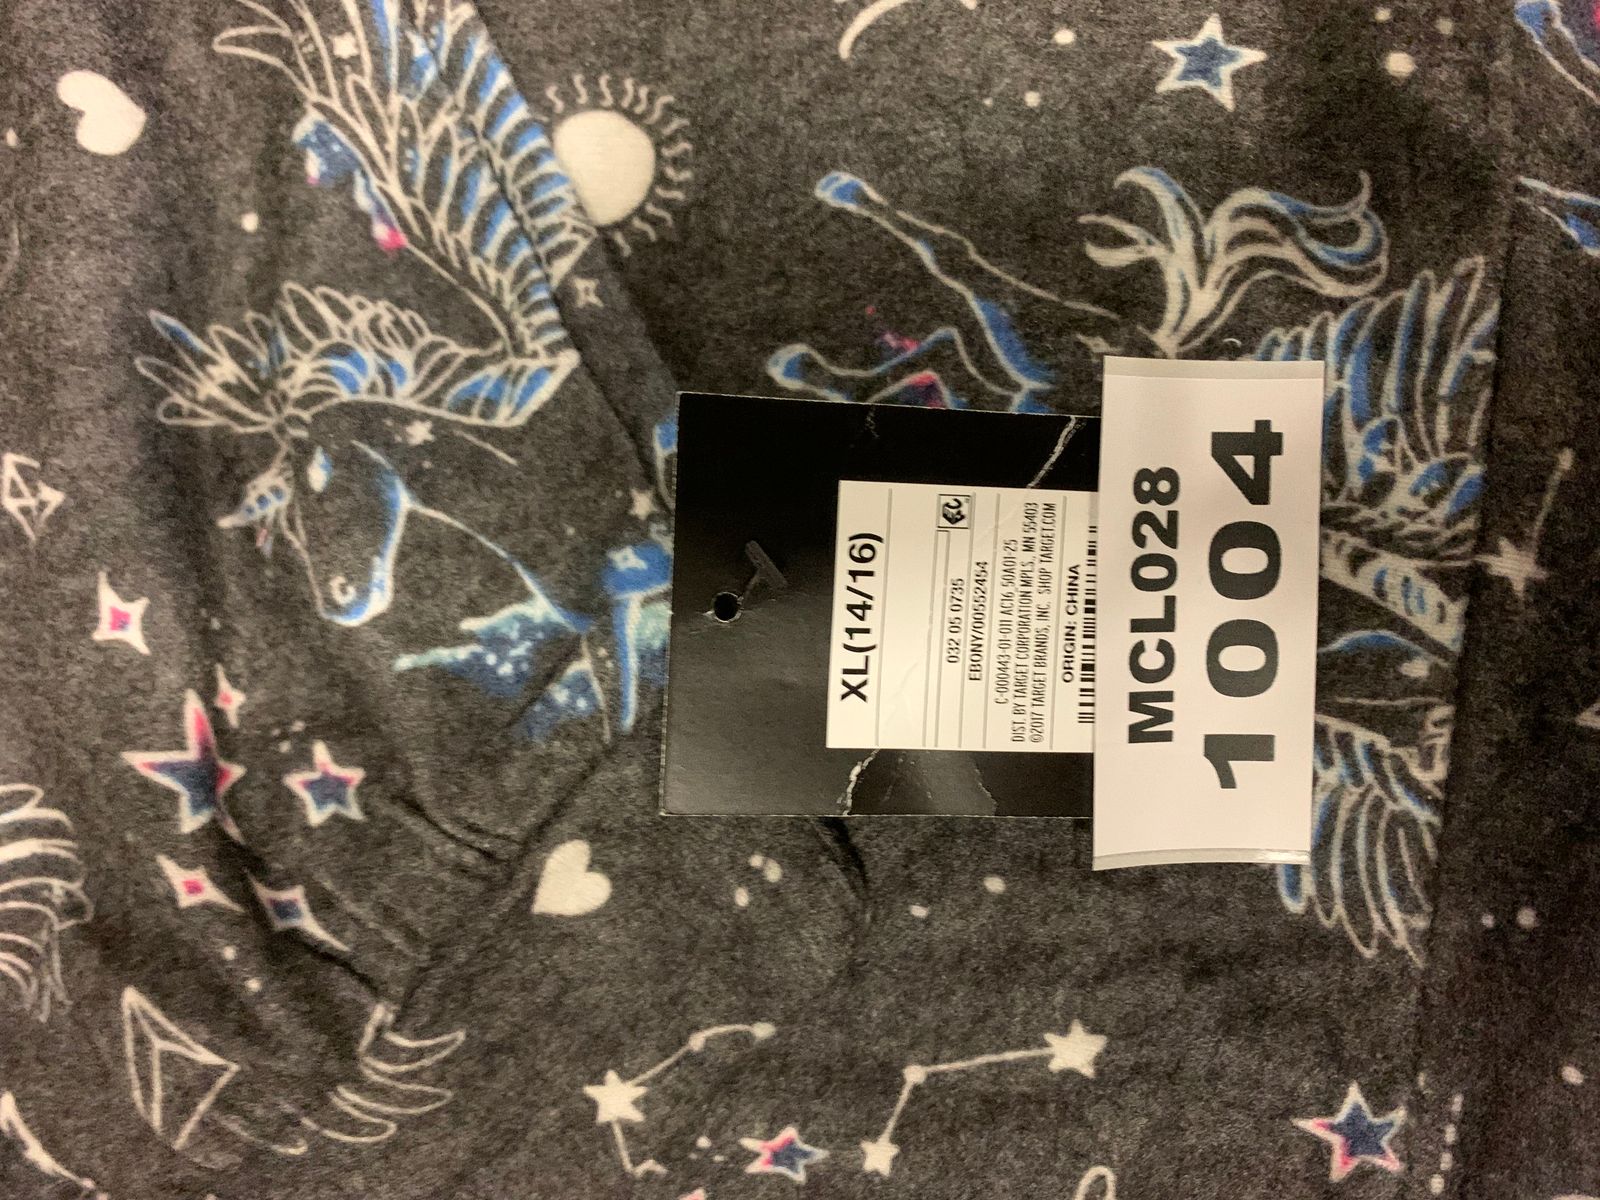 XL(14/16)
032 05 0735
EBONY/00552454
C-000443-01-011 AC16 50A01-25
DIST. BY TARGET CORPORATION MPLS, MN 55403
©2017 TARGET BRANDS, INC. SHOP TARGET.COM
ORIGIN: CHINA
MCL028
1004